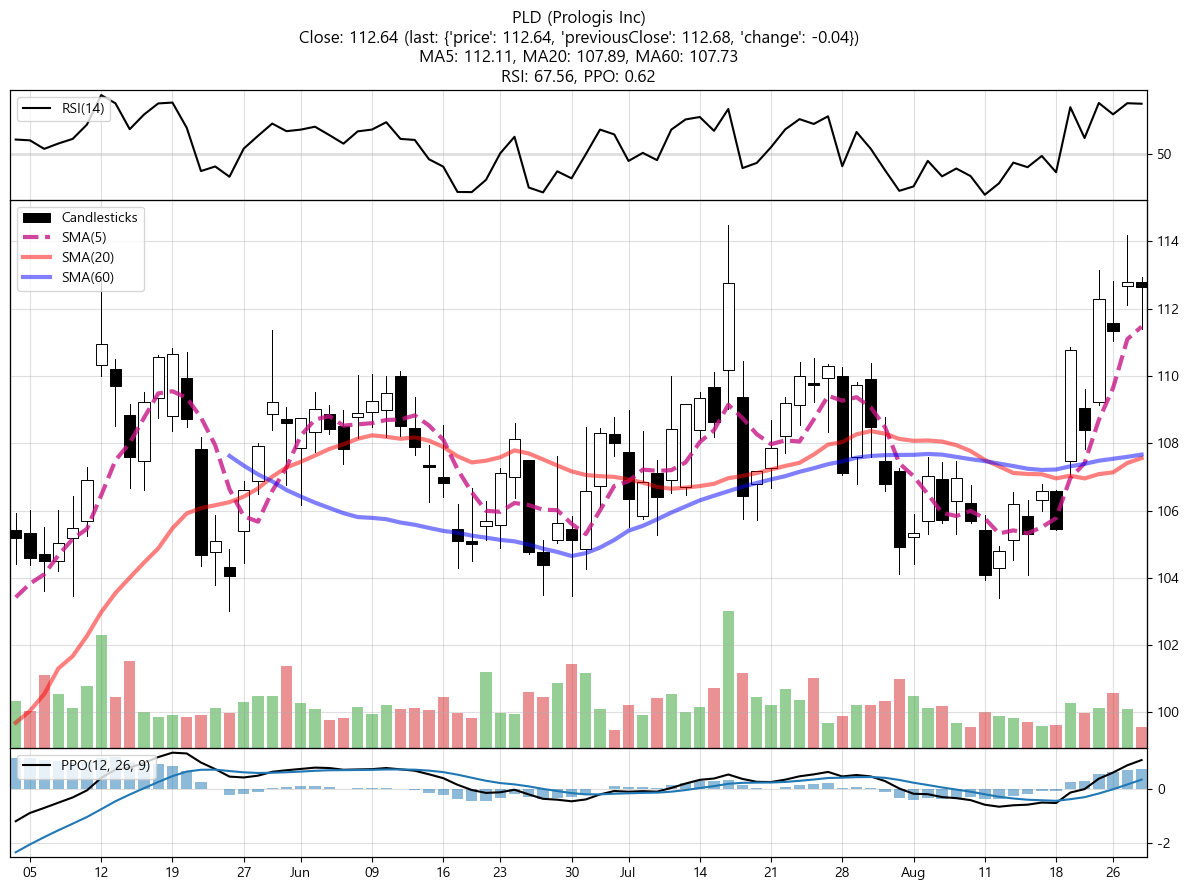 PLD (Prologis Inc)
Close: 112.64 (last: {'price': 112.64, 'previousClose': 112.68, 'change': -0.04})
MA5: 112.11, MA20: 107.89, MA60: 107.73
RSI: 67.56, PPO: 0.62
RSI(14)
50
Candlesticks
SMA(5)
SMA(20)
SMA(60)
114
112
110
108
106
104
102
100
PPO(12, 26, 9)
0
-2
05 12 19 27 Jun 09 16 23 30 Jul 14 21 28 Aug 11 18 26